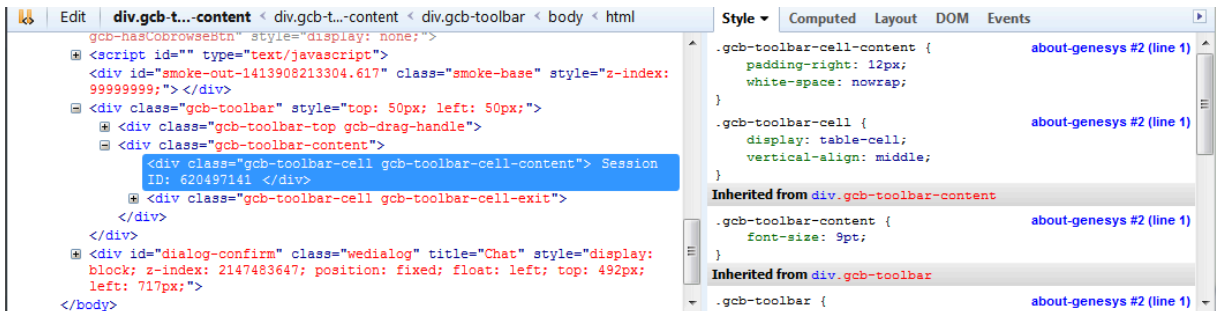 Edit div.gcb-t...-content < div.gcb-t...-content < div.gcb-toolbar < body < html
gcb-hasCobrowseBtn" style="display: none;">
<script id="" type="text/javascript">
<div id="smoke-out-1413908213304.617" class="smoke-base" style="z-index:
99999999;"></div>
<div class="gcb-toolbar" style="top: 50px; left: 50px;">
<div class="gcb-toolbar-top gcb-drag-handle">
<div class="gcb-toolbar-content">
<div class="gcb-toolbar-cell gcb-toolbar-cell-content"> Session
ID: 620497141 </div>
<div class="gcb-toolbar-cell gcb-toolbar-cell-exit">
</div>
</div>
<div id="dialog-confirm" class="wedialog" title="Chat" style="display:
block; z-index: 2147483647; position: fixed; float: left; top: 492px;
left: 717px;">
</body>
Style Computed Layout DOM Events
.gcb-toolbar-cell-content { about-genesys #2 (line 1)
padding-right: 12px;
white-space: nowrap;
}
.gcb-toolbar-cell { about-genesys #2 (line 1)
display: table-cell;
vertical-align: middle;
}
Inherited from div.gcb-toolbar-content
.gcb-toolbar-content { about-genesys #2 (line 1)
font-size: 9pt;
}
Inherited from div.gcb-toolbar
.gcb-toolbar { about-genesys #2 (line 1)